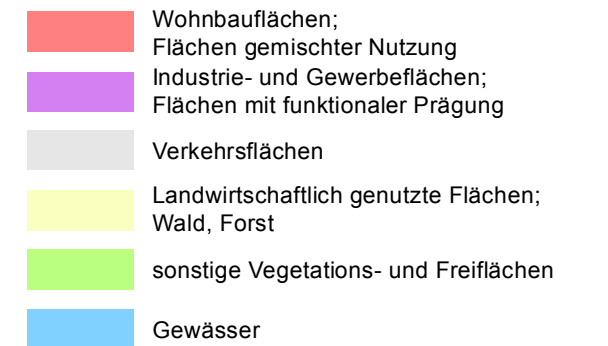 Wohnbauflächen;
Flächen gemischter Nutzung
Industrie- und Gewerbeflächen;
Flächen mit funktionaler Prägung
Verkehrsflächen
Landwirtschaftlich genutzte Flächen;
Wald, Forst
sonstige Vegetations- und Freiflächen
Gewässer